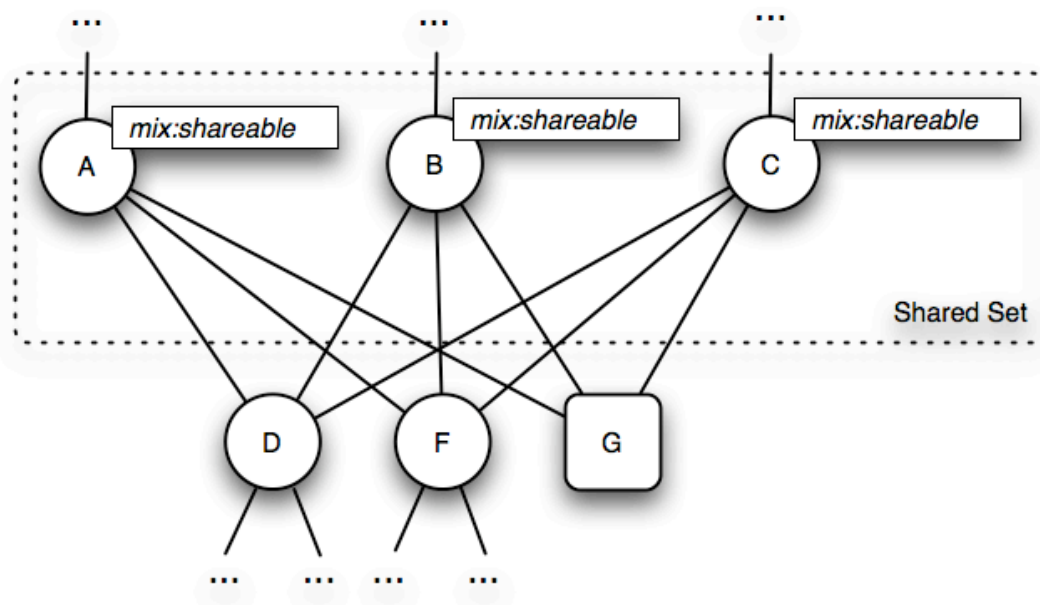 ... ... ...
mix:shareable mix:shareable mix:shareable
A B C
Shared Set
D F G
... ... ... ...